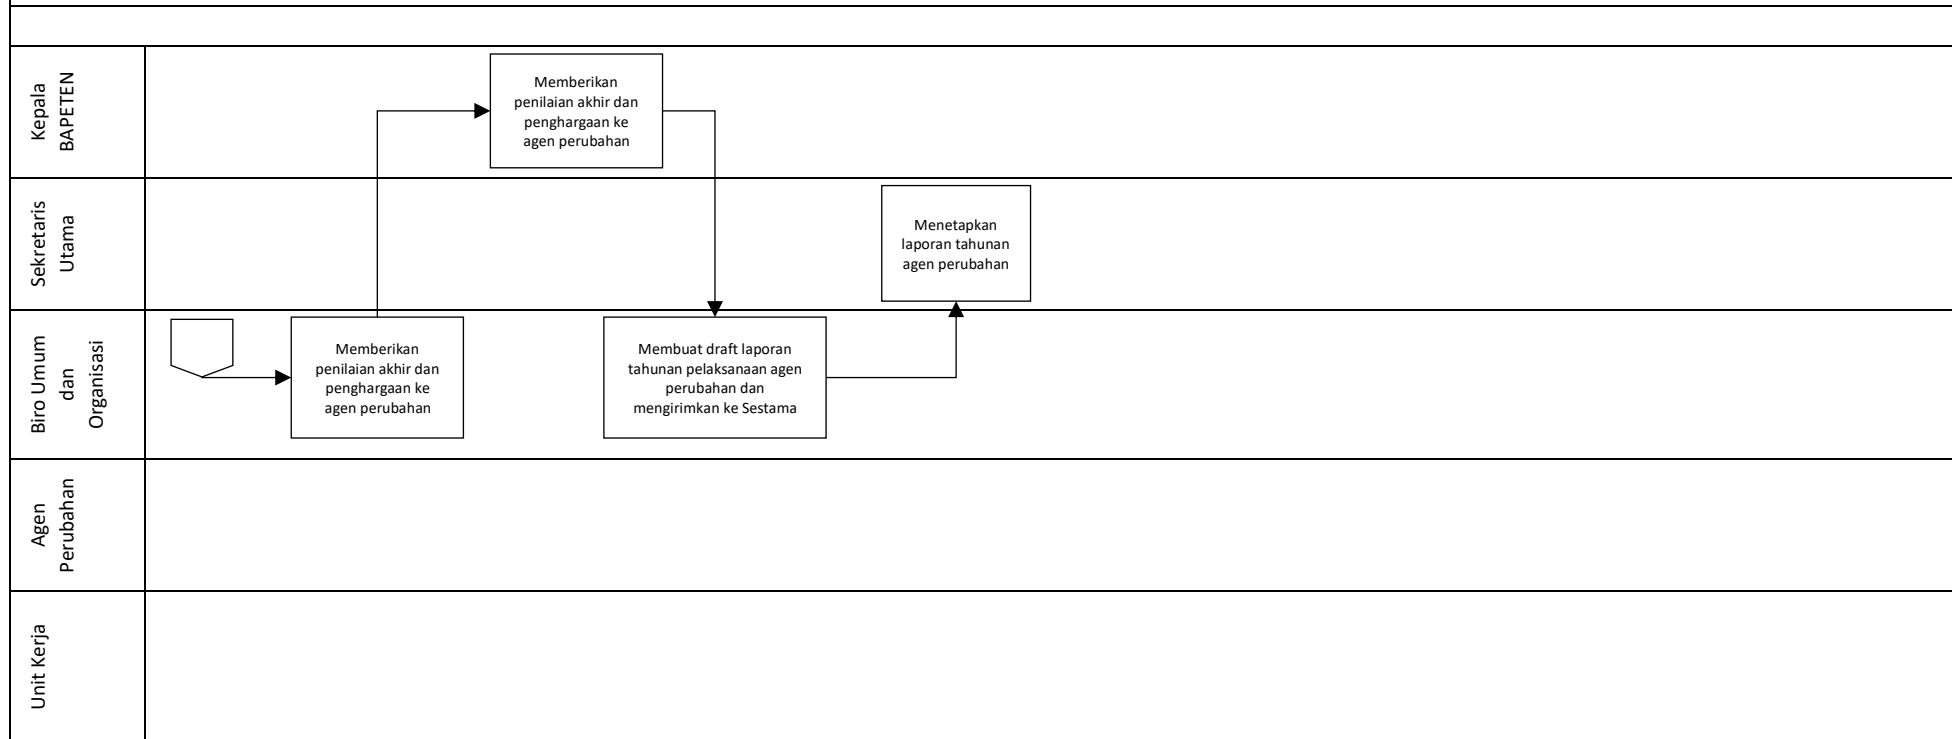 Kepala
BAPETEN
Memberikan
penilaian akhir dan
penghargaan ke
agen perubahan
Sekretaris
Utama
Menetapkan
laporan tahunan
agen perubahan
Biro Umum
dan
Organisasi
Memberikan
penilaian akhir dan
penghargaan ke
agen perubahan
Membuat draft laporan
tahunan pelaksanaan agen
perubahan dan
mengirimkan ke Sestama
Agen
Perubahan
Unit Kerja